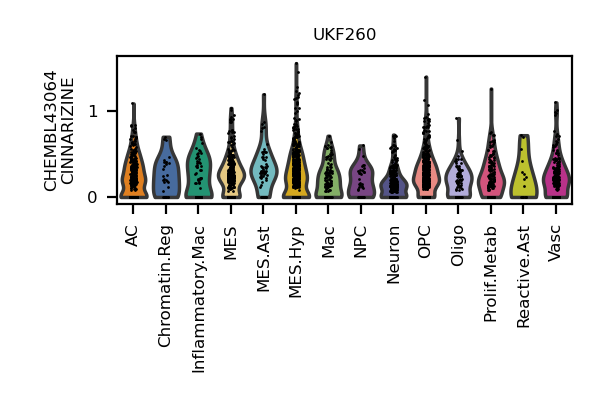 UKF260
CHEMBL43064
CINNARIZINE
1
0
AC
Chromatin.Reg
Inflammatory.Mac
MES
MES.Ast
MES.Hyp
Mac
NPC
Neuron
OPC
Oligo
Prolif.Metab
Reactive.Ast
Vasc